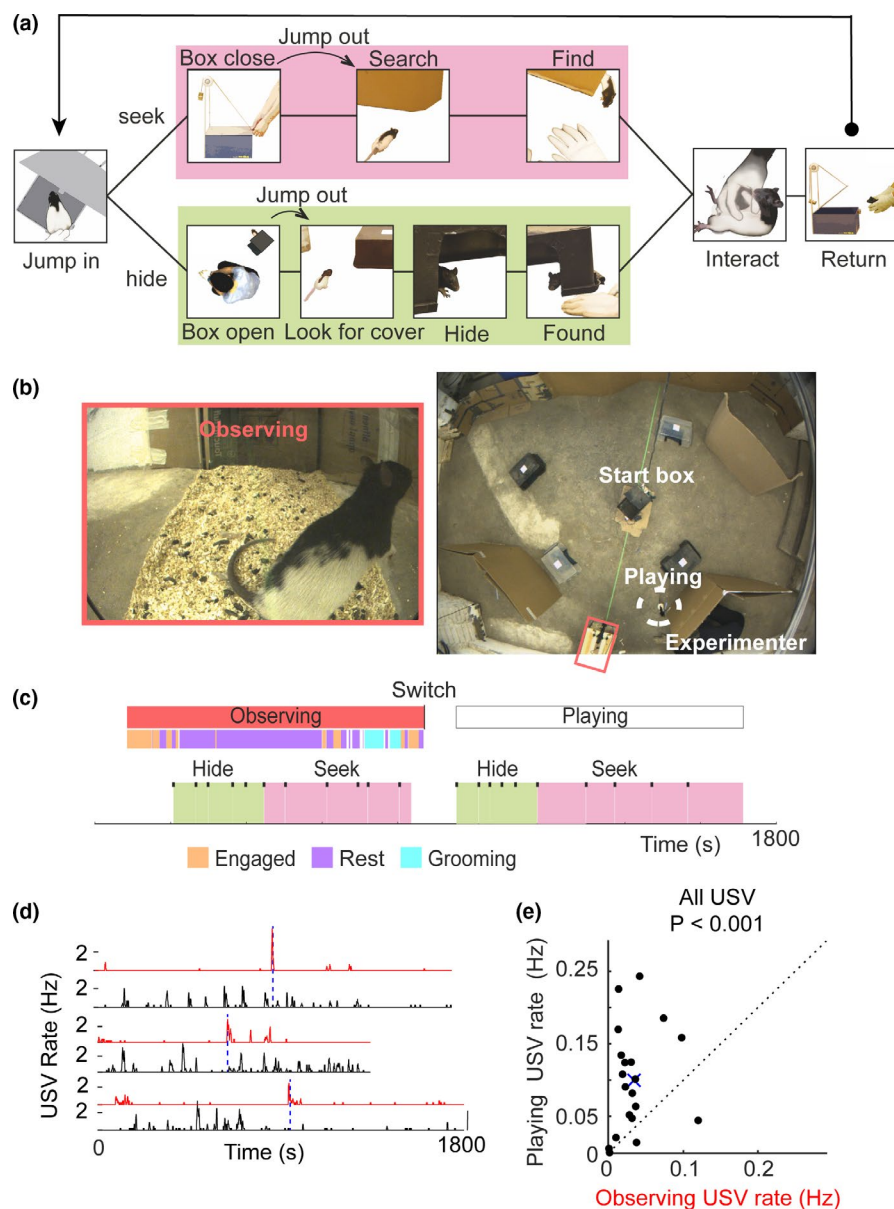 (a)
Jump out
Box close
Search
Find
seek
Jump in
Jump out
hide
Box open
Look for cover
Hide
Found
Interact
Return
(b)
Observing
Start box
Playing
Experimenter
(c)
Switch
Observing
Playing
Hide
Seek
Hide
Seek
Time (s)
1800
Engaged
Rest
Grooming
(d)
USV Rate (Hz)
2
2
2
2
2
2
0
Time (s)
1800
(e)
All USV
P < 0.001
Playing USV rate (Hz)
0.25
0.15
0.05
0
0
0.1
0.2
Observing USV rate (Hz)